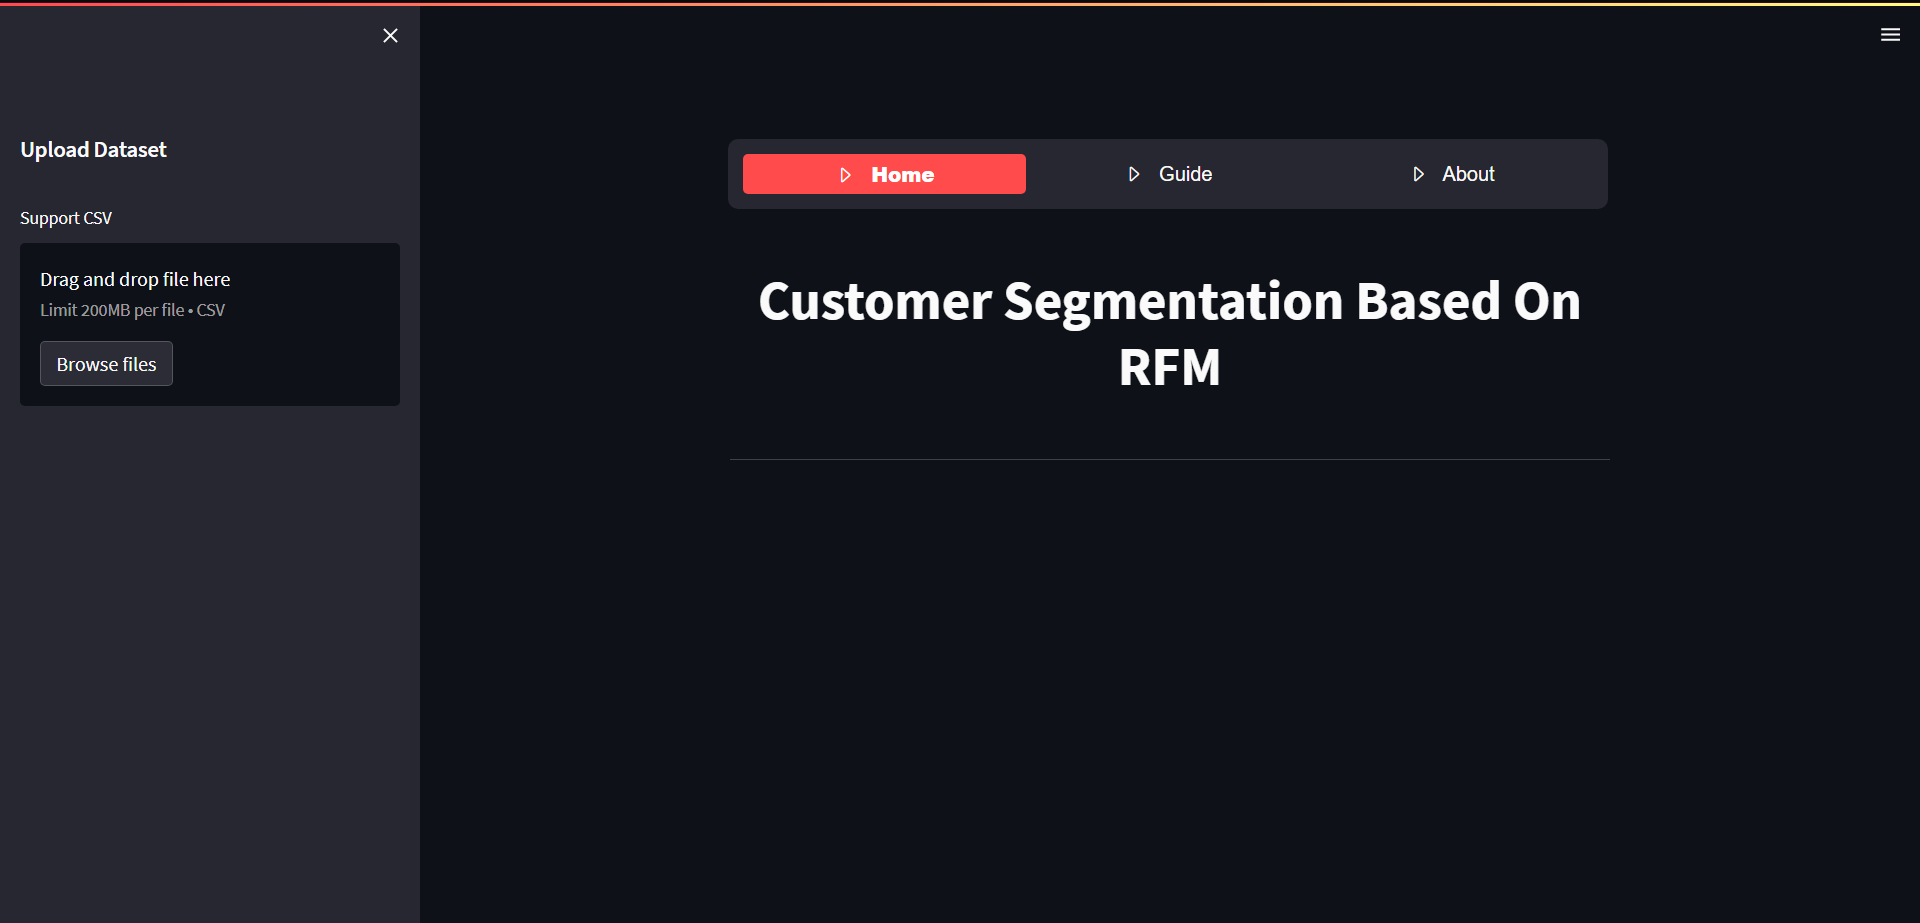 Upload Dataset
Support CSV
Drag and drop file here
Limit 200MB per file • CSV
Browse files
Home
Guide
About
Customer Segmentation Based On
RFM